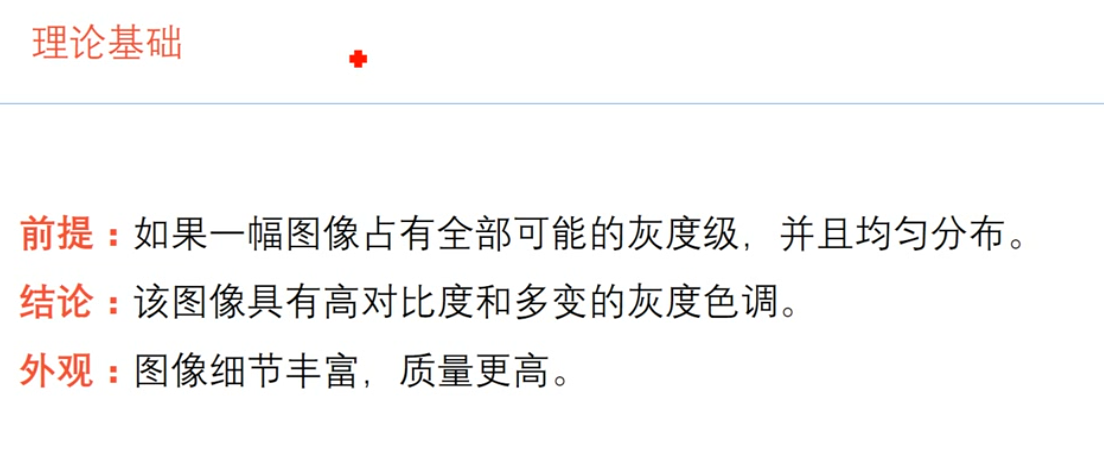 理论基础
前提：如果一幅图像占有全部可能的灰度级，并且均匀分布。
结论：该图像具有高对比度和多变的灰度色调。
外观：图像细节丰富，质量更高。